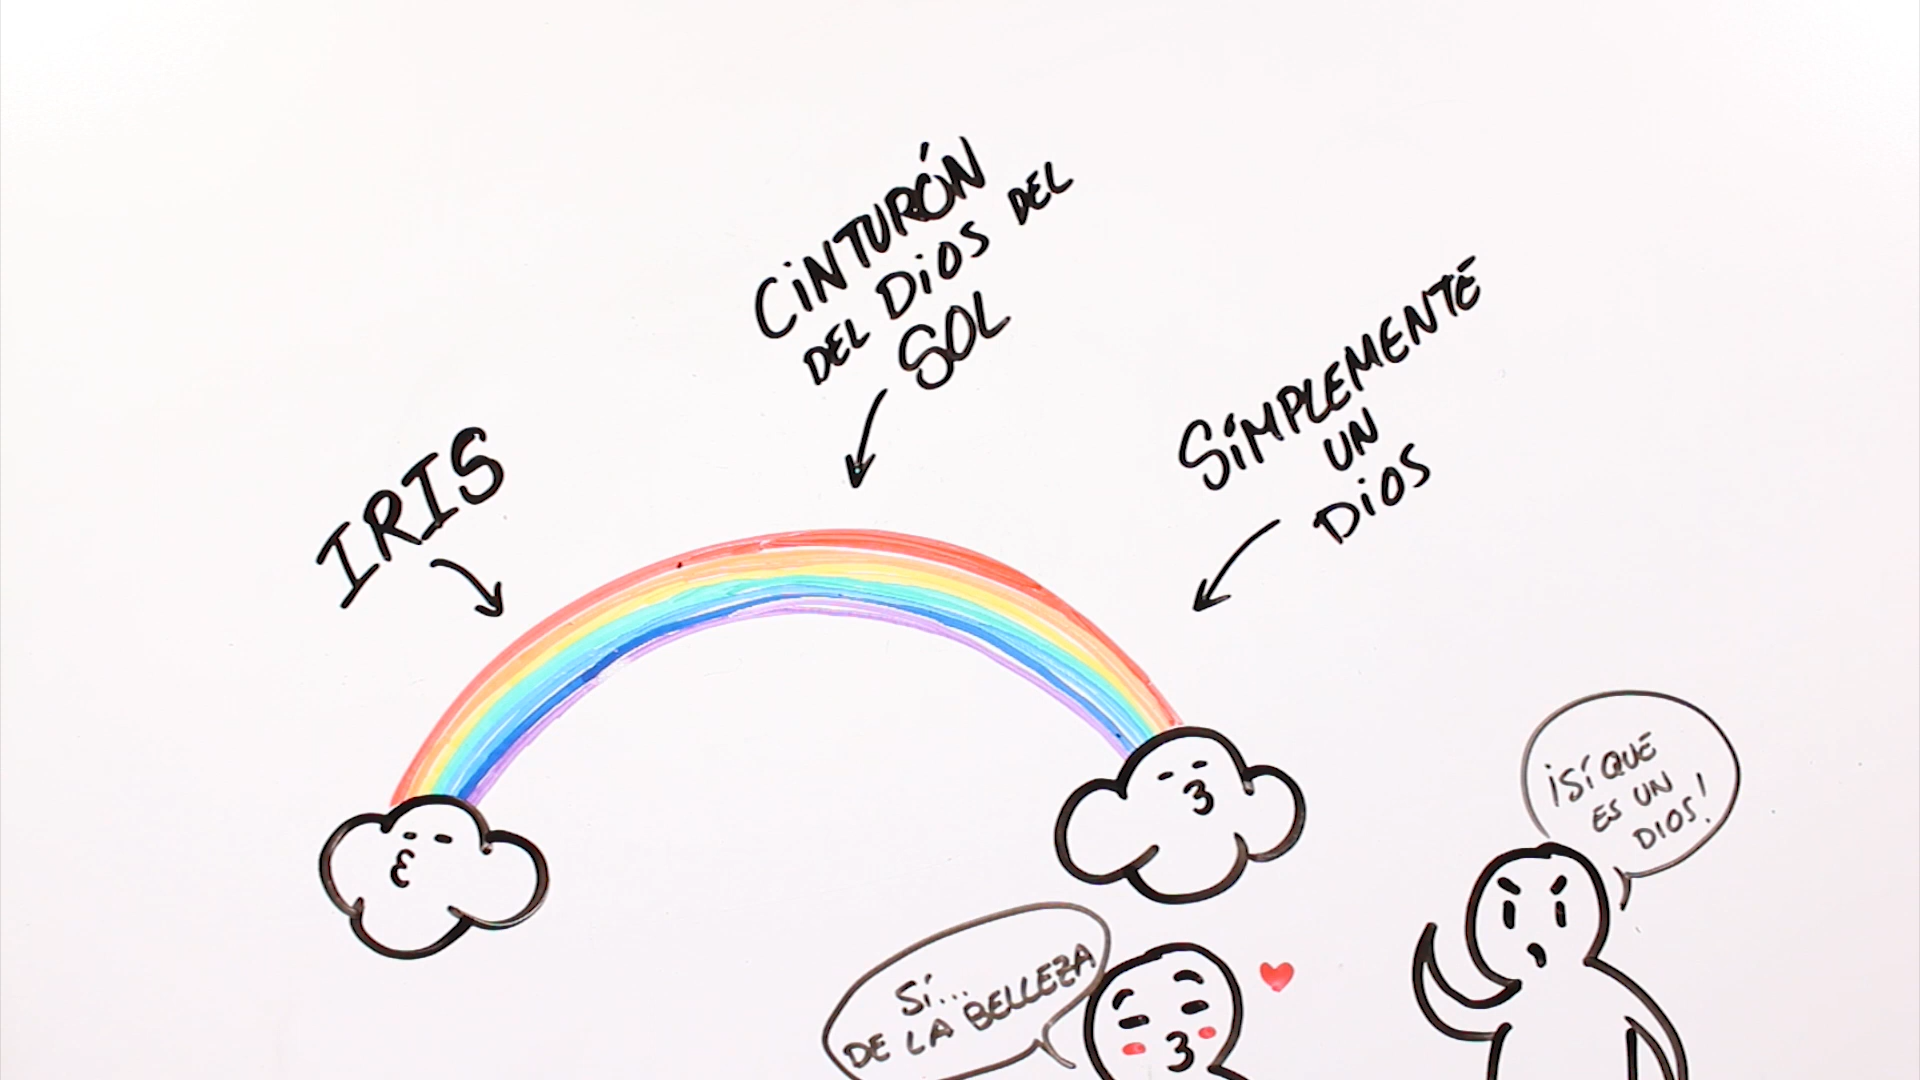 CINTURÓN
DEL DIOS DEL
SOL
SIMPLEMENTE
UN
DIOS
IRIS
¡SÍ QUE
ES UN
DIOS!
SÍ...
DE LA BELLEZA